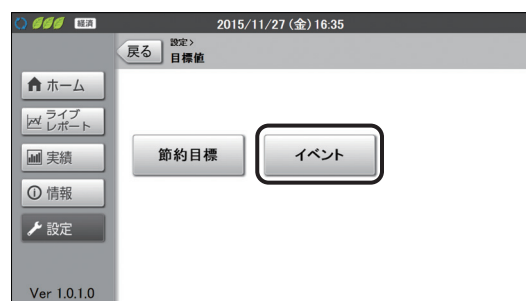 経済
2015/11/27 (金) 16:35
戻る
設定>
目標値
ホーム
ライブ
レポート
実績
情報
設定
節約目標
イベント
Ver 1.0.1.0